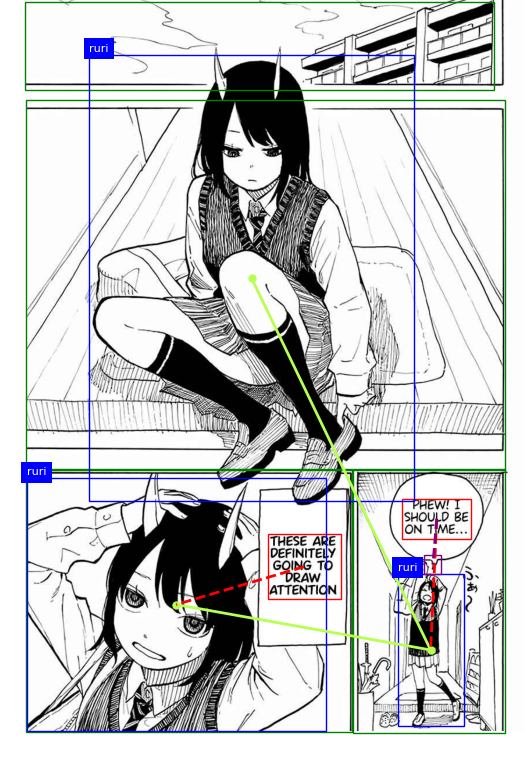 ruri
ruri
THESE ARE
DEFINITELY
GOING TO
DRAW
ATTENTION
PHEW! I
SHOULD BE
ON TIME...
ruri